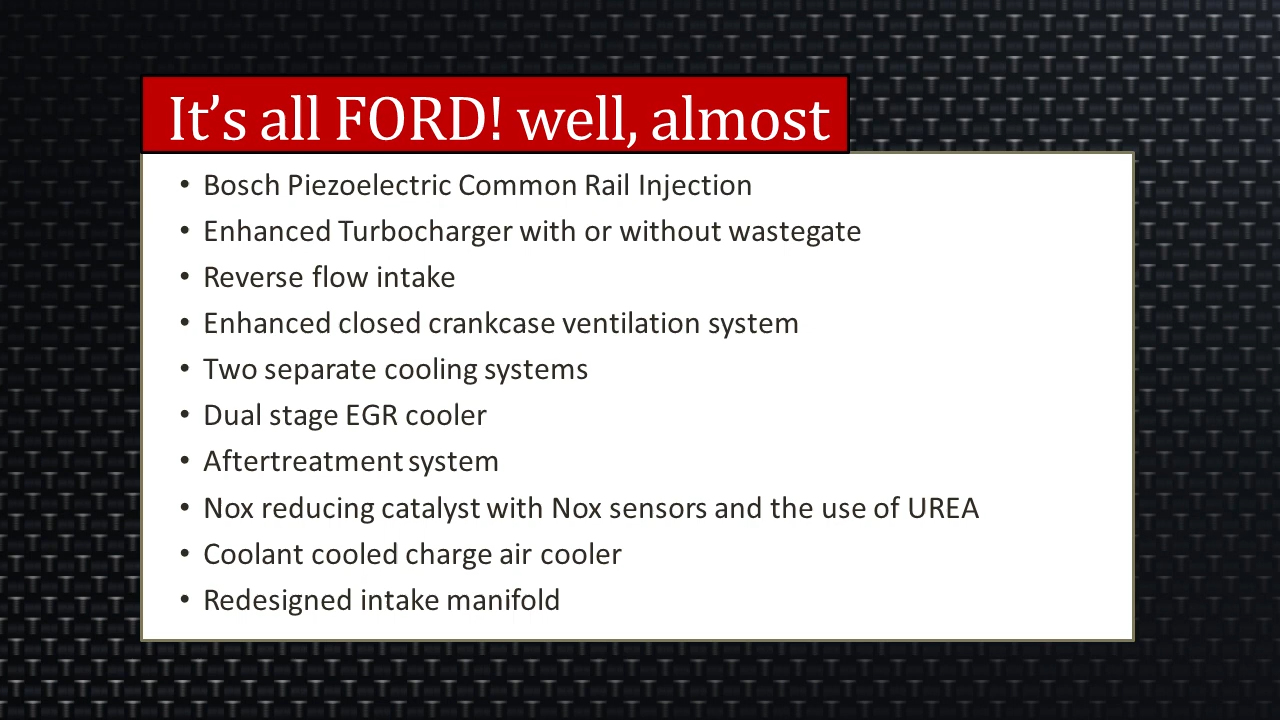 It’s all FORD! well, almost
• Bosch Piezoelectric Common Rail Injection
• Enhanced Turbocharger with or without wastegate
• Reverse flow intake
• Enhanced closed crankcase ventilation system
• Two separate cooling systems
• Dual stage EGR cooler
• Aftertreatment system
• Nox reducing catalyst with Nox sensors and the use of UREA
• Coolant cooled charge air cooler
• Redesigned intake manifold